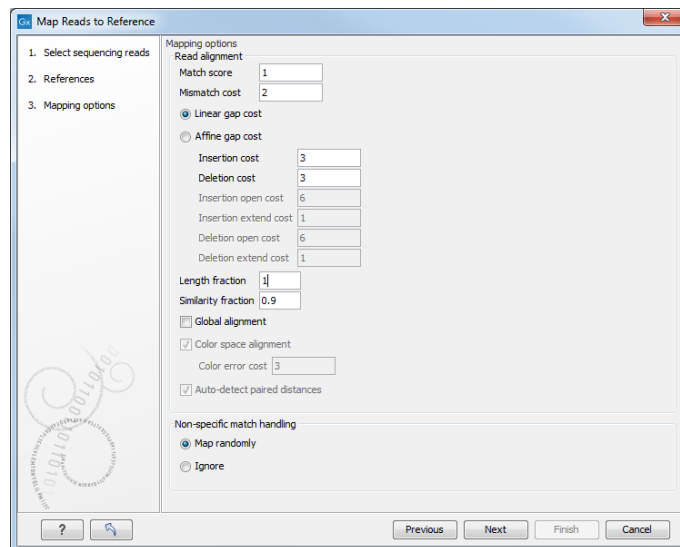 Gx Map Reads to Reference
1. Select sequencing reads
2. References
3. Mapping options
Mapping options
Read alignment
Match score 1
Mismatch cost 2
Linear gap cost
Affine gap cost
Insertion cost 3
Deletion cost 3
Insertion open cost 6
Insertion extend cost 1
Deletion open cost 6
Deletion extend cost 1
Length fraction 1
Similarity fraction 0.9
Global alignment
Color space alignment
Color error cost 3
Auto-detect paired distances
Non-specific match handling
Map randomly
Ignore
? Previous Next Finish Cancel